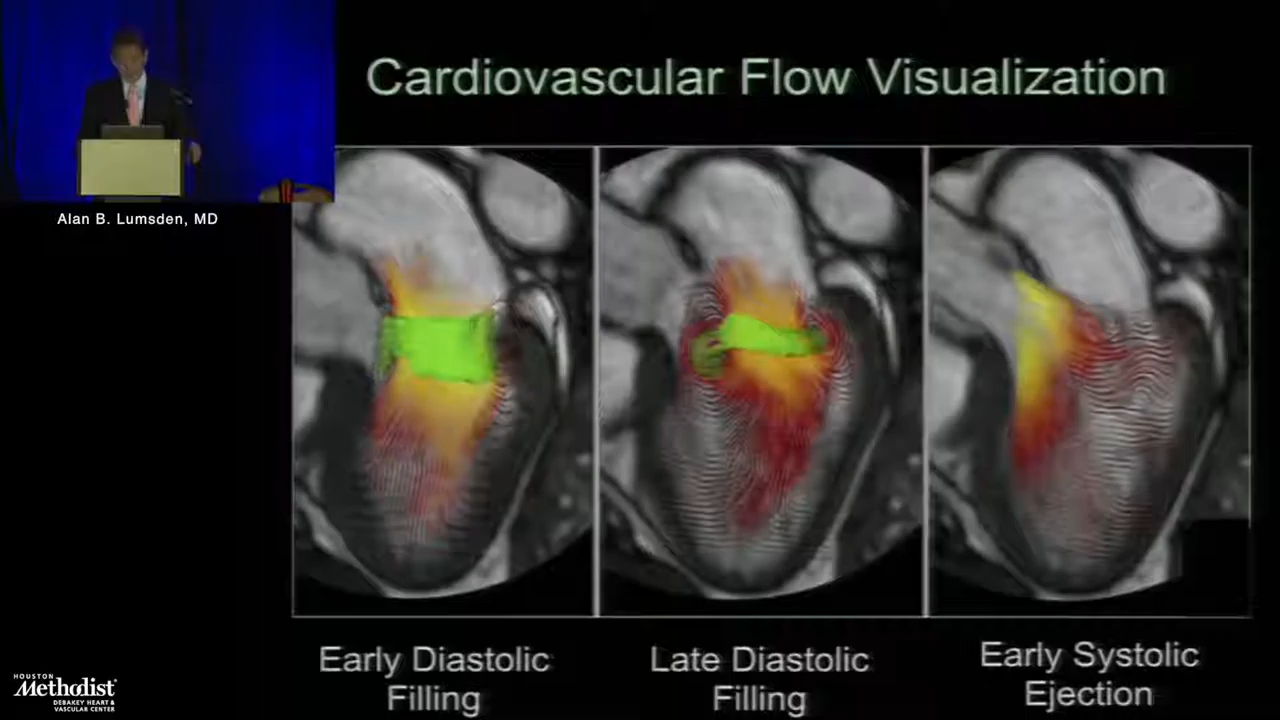 Cardiovascular Flow Visualization
Alan B. Lumsden, MD
Early Diastolic
Filling
Late Diastolic
Filling
Early Systolic
Ejection
HOUSTON
Methodist
DEBAKEY HEART &
VASCULAR CENTER